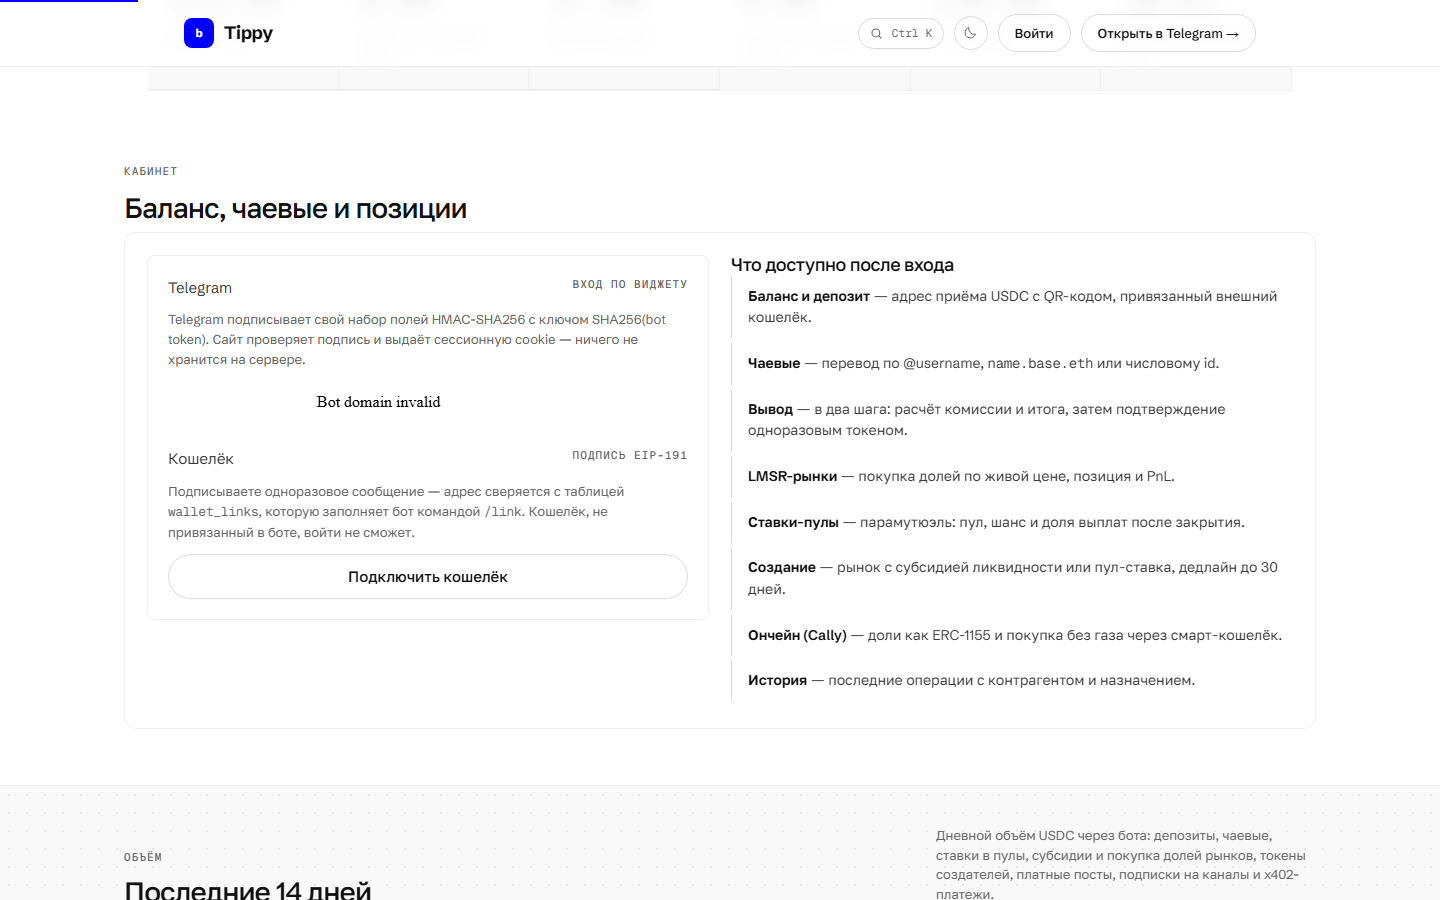 b Tippy
Ctrl K
Войти
Открыть в Telegram →
КАБИНЕТ
Баланс, чаевые и позиции
Telegram
ВХОД ПО ВИДЖЕТУ
Telegram подписывает свой набор полей HMAC-SHA256 с ключом SHA256(bot
token). Сайт проверяет подпись и выдаёт сессионную cookie — ничего не
хранится на сервере.
Bot domain invalid
Кошелёк
ПОДПИСЬ EIP-191
Подписываете одноразовое сообщение — адрес сверяется с таблицей
wallet_links, которую заполняет бот командой /link. Кошелёк, не
привязанный в боте, войти не сможет.
Подключить кошелёк
Что доступно после входа
Баланс и депозит — адрес приёма USDC с QR-кодом, привязанный внешний
кошелёк.
Чаевые — перевод по @username, name.base.eth или числовому id.
Вывод — в два шага: расчёт комиссии и итога, затем подтверждение
одноразовым токеном.
LMSR-рынки — покупка долей по живой цене, позиция и PnL.
Ставки-пулы — парамутюэль: пул, шанс и доля выплат после закрытия.
Создание — рынок с субсидией ликвидности или пул-ставка, дедлайн до 30
дней.
Ончейн (Cally) — доли как ERC-1155 и покупка без газа через смарт-кошелёк.
История — последние операции с контрагентом и назначением.
ОБЪЁМ
Последние 14 дней
Дневной объём USDC через бота: депозиты, чаевые,
ставки в пулы, субсидии и покупка долей рынков, токены
создателей, платные посты, подписки на каналы и x402-
платежи.